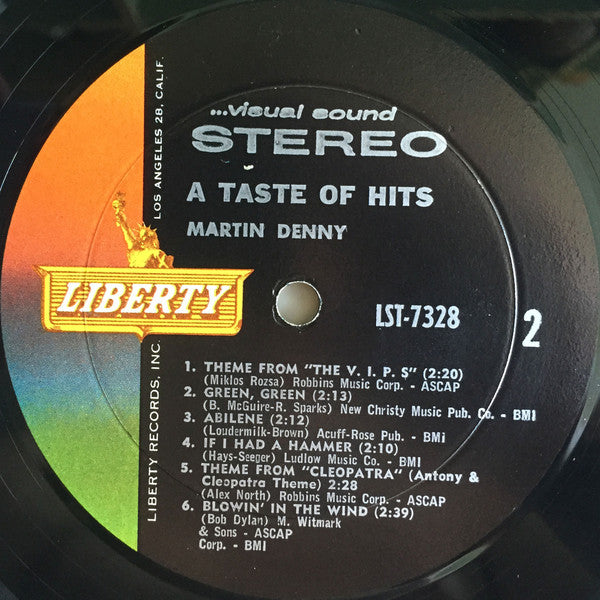 ...visual sound
STEREO
A TASTE OF HITS
MARTIN DENNY
LIBERTY
LST-7328
2
1. THEME FROM "THE V. I. P. S" (2:20)
(Miklos Rozsa) Robbins Music Corp. - ASCAP
2. GREEN, GREEN (2:13)
(B. McGuire-R. Sparks) New Christy Music Pub. Co. - BMI
3. ABILENE (2:12)
(Loudermilk-Brown) Acuff-Rose Pub. - BMI
4. IF I HAD A HAMMER (2:10)
(Hays-Seeger) Ludlow Music Co. - BMI
5. THEME FROM "CLEOPATRA" (Antony &
Cleopatra Theme) 2:28
(Alex North) Robbins Music Corp. - ASCAP
6. BLOWIN' IN THE WIND (2:39)
(Bob Dylan) M. Witmark
& Sons - ASCAP
Corp. - BMI
LIBERTY RECORDS, INC.
LOS ANGELES 28, CALIF.